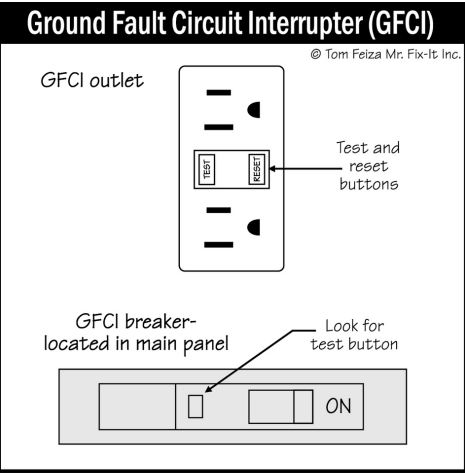 Ground Fault Circuit Interrupter (GFCI)
© Tom Feiza Mr. Fix-It Inc.
GFCI outlet
TEST
RESET
Test and
reset
buttons
GFCI breaker-
located in main panel
Look for
test button
ON